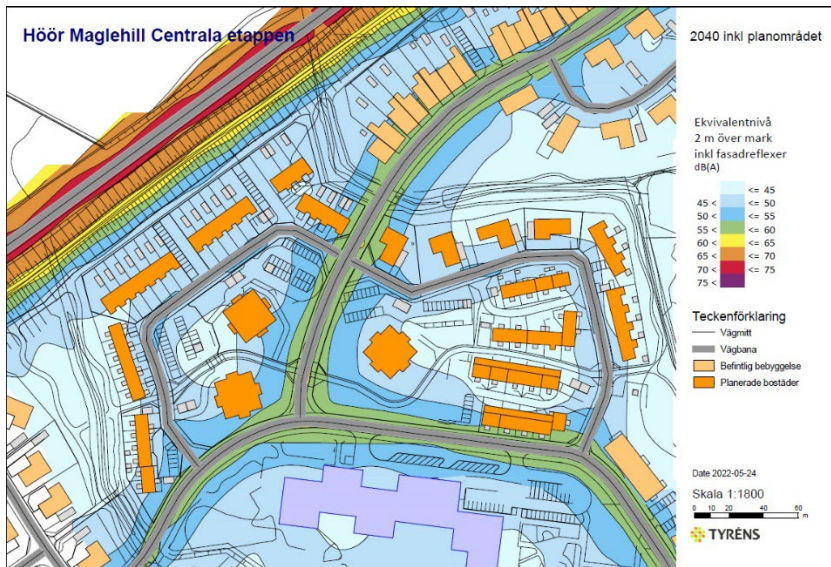 Höör Maglehill Centrala etappen
2040 inkl planområdet
Ekvivalentnivå
2 m över mark
inkl fasadreflexer
dB(A)
<= 45
45 < <= 50
50 < <= 55
55 < <= 60
60 < <= 65
65 < <= 70
70 < <= 75
75 <
Teckenförklaring
Vägmitt
Vägbana
Befintlig bebyggelse
Planerade bostäder
Date 2022-05-24
Skala 1:1800
0 10 20 40 60
m
TYRÉNS